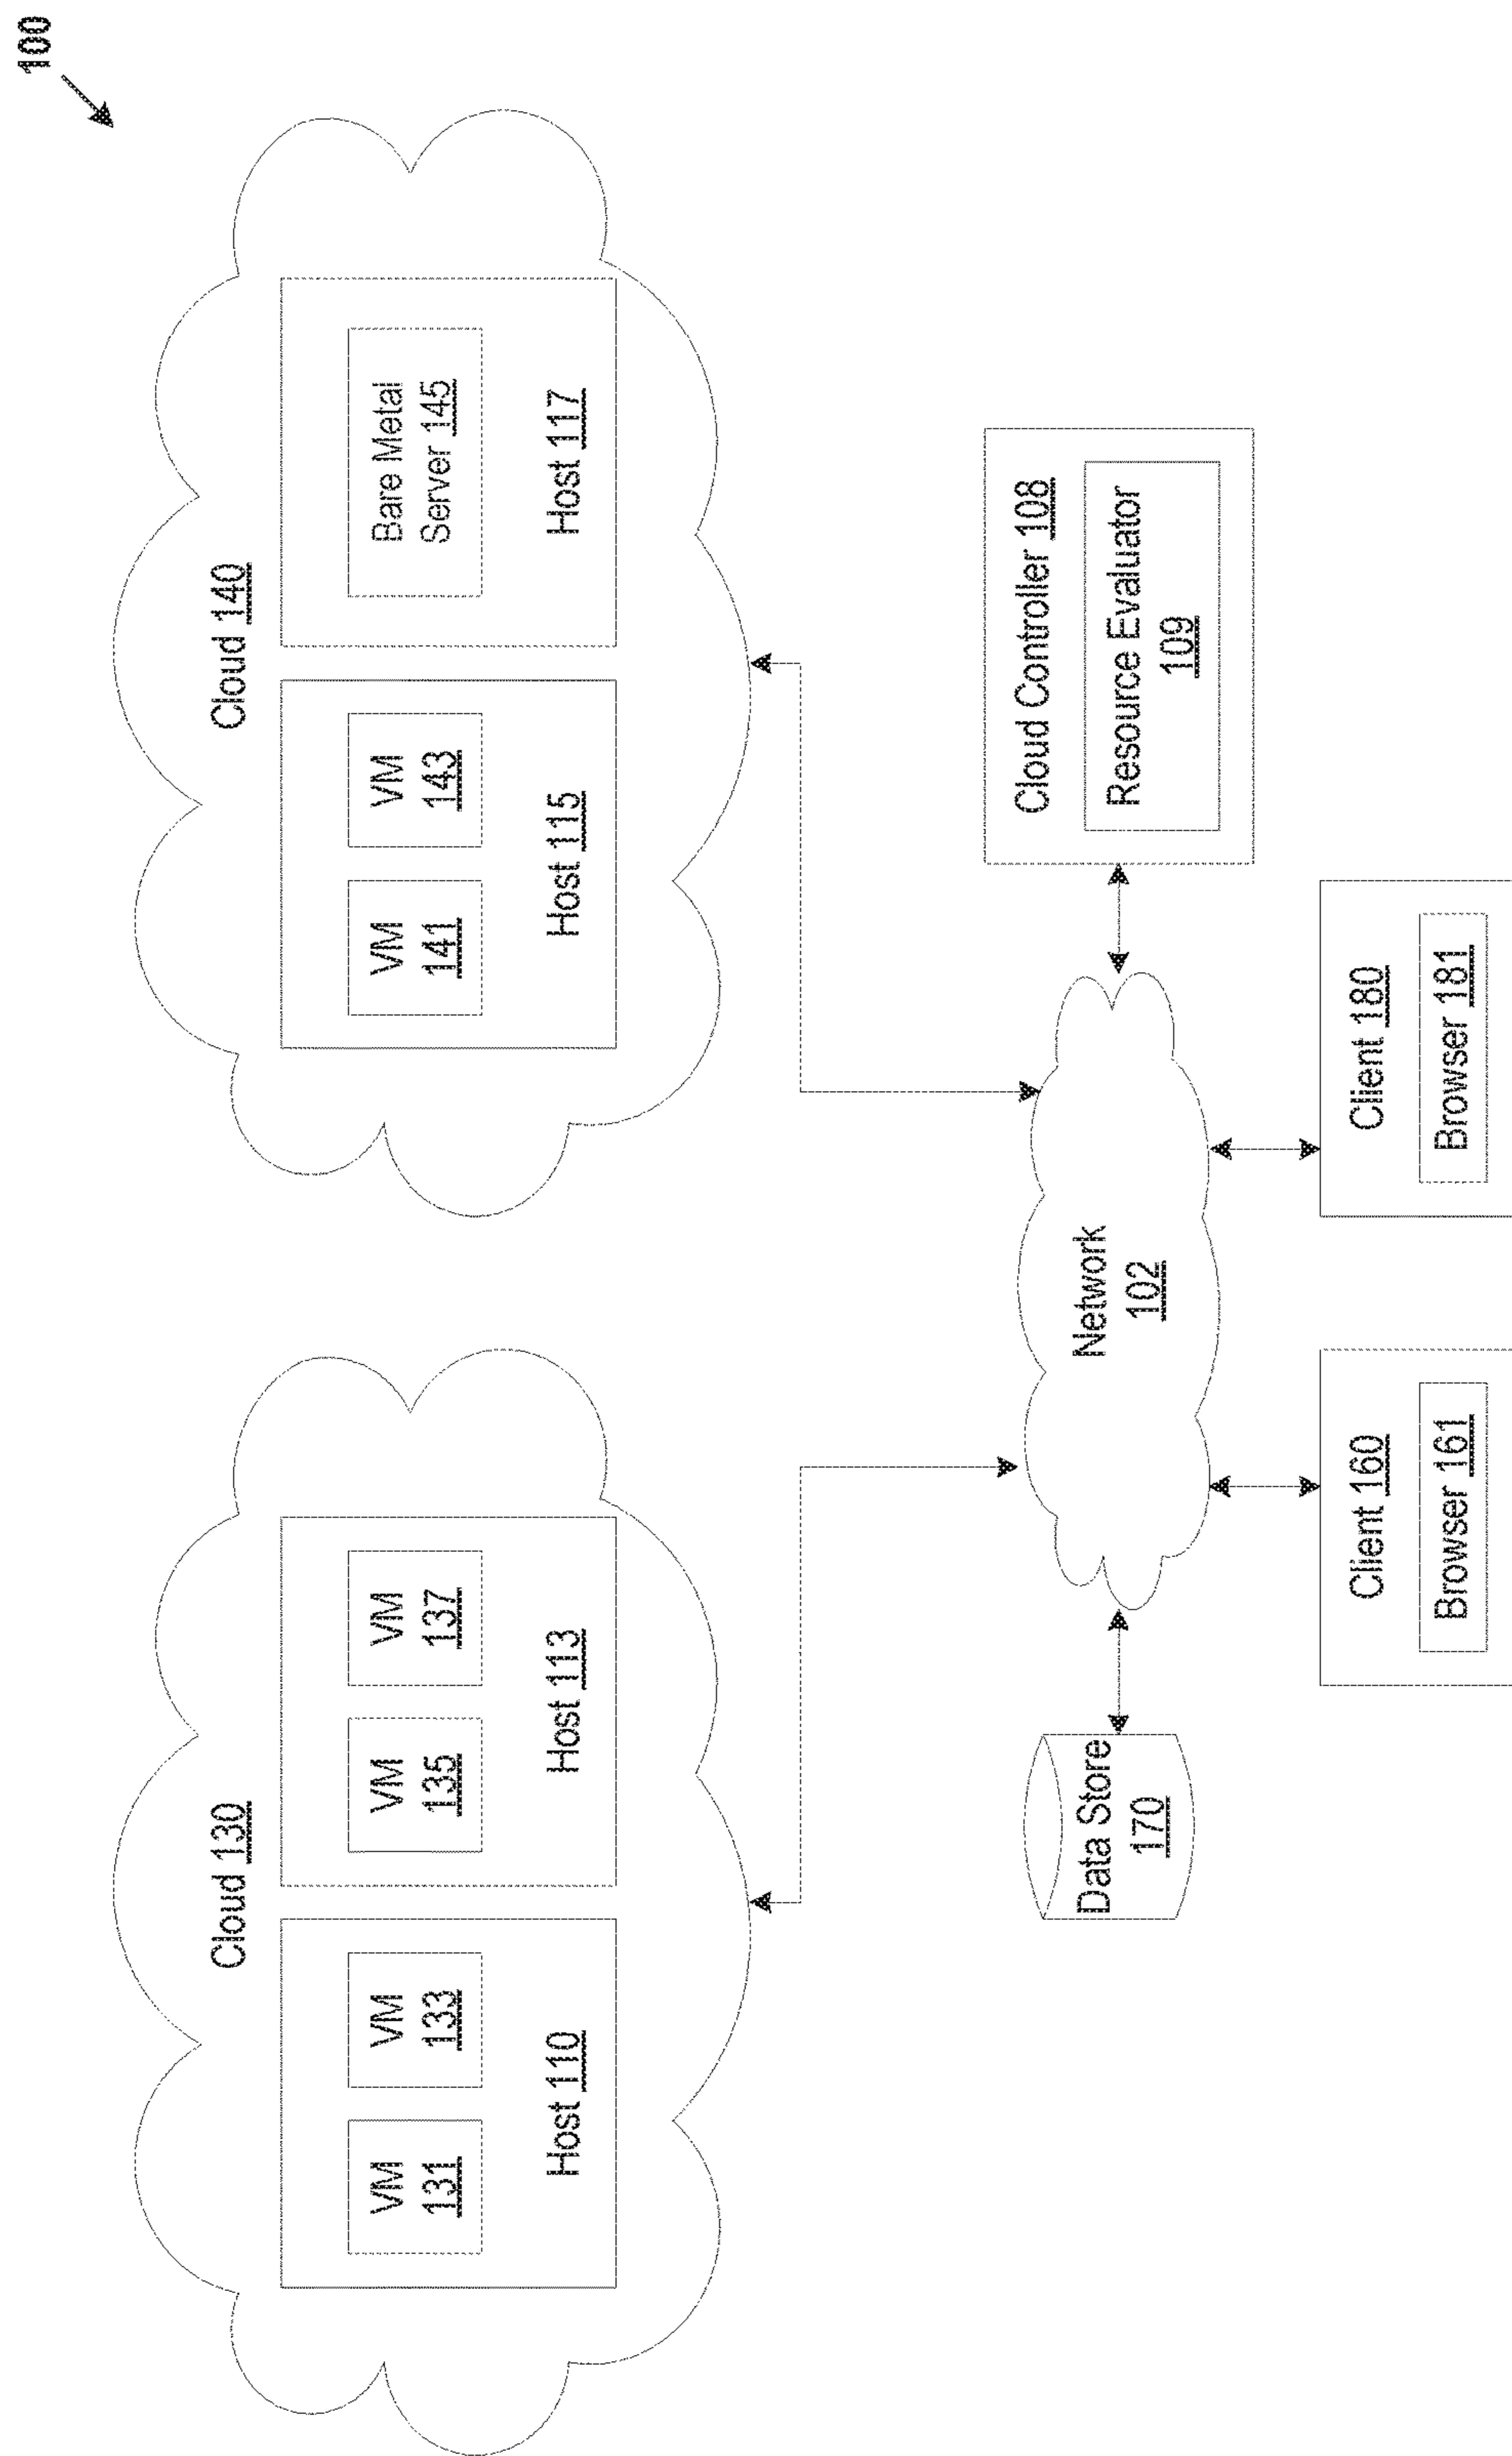 100
Cloud 130
VM
131
VM
133
Host 110
VM
135
VM
137
Host 113
Cloud 140
VM
141
VM
143
Host 115
Bare Metal
Server 145
Host 117
Data Store
170
Network
102
Cloud Controller 108
Resource Evaluator
109
Client 160
Browser 161
Client 180
Browser 181